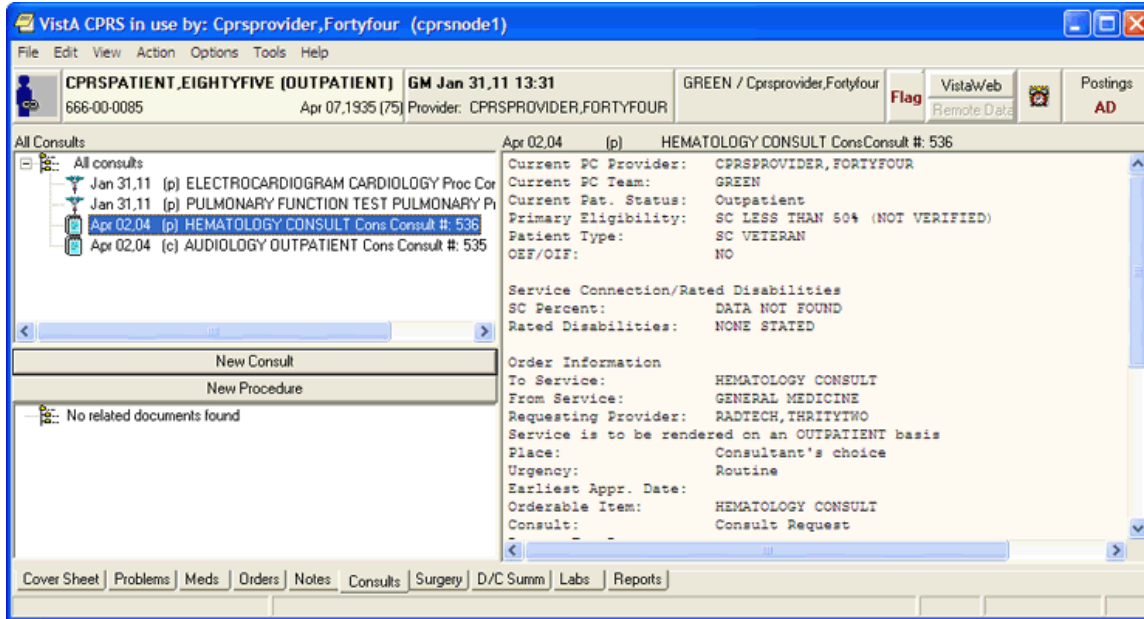 VistA CPRS in use by: Cprsprovider,Fortyfour (cprsnode1)
File Edit View Action Options Tools Help
CPRSPATIENT,EIGHTYFIVE (OUTPATIENT) GM Jan 31,11 13:31 GREEN / Cprsprovider,Fortyfour Flag VistaWeb Postings
666-00-0085 Apr 07,1935 (75) Provider: CPRSPROVIDER,FORTYFOUR Remote Data AD
All Consults
All consults
Jan 31,11 (p) ELECTROCARDIOGRAM CARDIOLOGY Proc Cor
Jan 31,11 (p) PULMONARY FUNCTION TEST PULMONARY
Apr 02,04 (p) HEMATOLOGY CONSULT Cons Consult #: 536
Apr 02,04 (c) AUDIOLOGY OUTPATIENT Cons Consult #: 535
New Consult
New Procedure
No related documents found
Apr 02,04 (p) HEMATOLOGY CONSULT ConsConsult #: 536
Current PC Provider: CPRSPROVIDER,FORTYFOUR
Current PC Team: GREEN
Current Pat. Status: Outpatient
Primary Eligibility: SC LESS THAN 50% (NOT VERIFIED)
Patient Type: SC VETERAN
OEF/OIF: NO
Service Connection/Rated Disabilities
SC Percent: DATA NOT FOUND
Rated Disabilities: NONE STATED
Order Information
To Service: HEMATOLOGY CONSULT
From Service: GENERAL MEDICINE
Requesting Provider: RADTECH,THRITYTWO
Service is to be rendered on an OUTPATIENT basis
Place: Consultant's choice
Urgency: Routine
Earliest Appr. Date:
Orderable Item: HEMATOLOGY CONSULT
Consult: Consult Request
Cover Sheet Problems Meds Orders Notes Consults Surgery D/C Summ Labs Reports